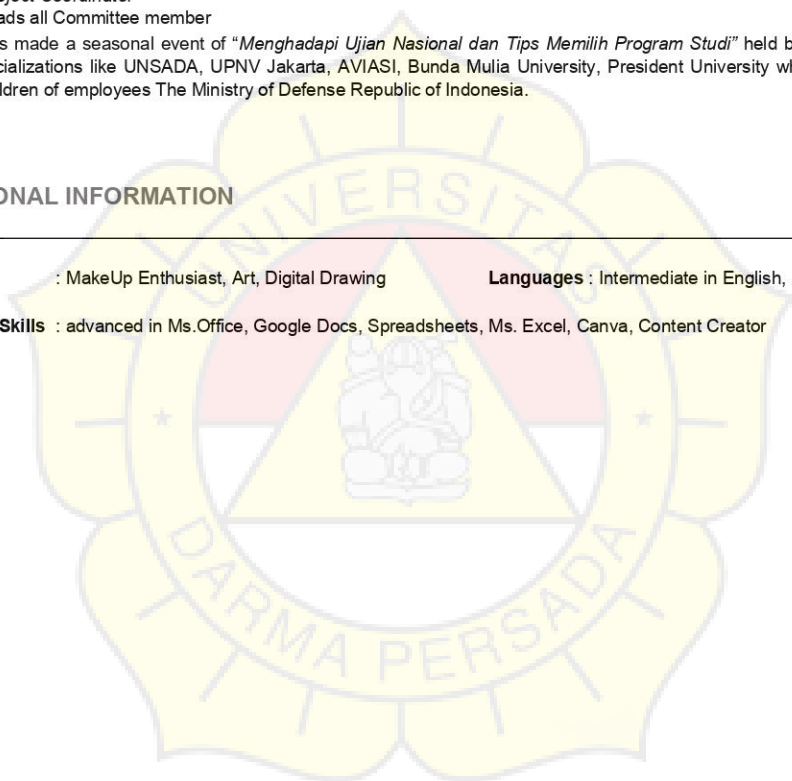 ject Coordinator
ads all Committee member
s made a seasonal event of “Menghadapi Ujian Nasional dan Tips Memilih Program Studi” held b
cializations like UNSADA, UPNV Jakarta, AVIASI, Bunda Mulia University, President University wh
ldren of employees The Ministry of Defense Republic of Indonesia.
ONAL INFORMATION
: MakeUp Enthusiast, Art, Digital Drawing Languages : Intermediate in English,
Skills : advanced in Ms.Office, Google Docs, Spreadsheets, Ms. Excel, Canva, Content Creator
UNIVERSITAS
DARMA PERSADA